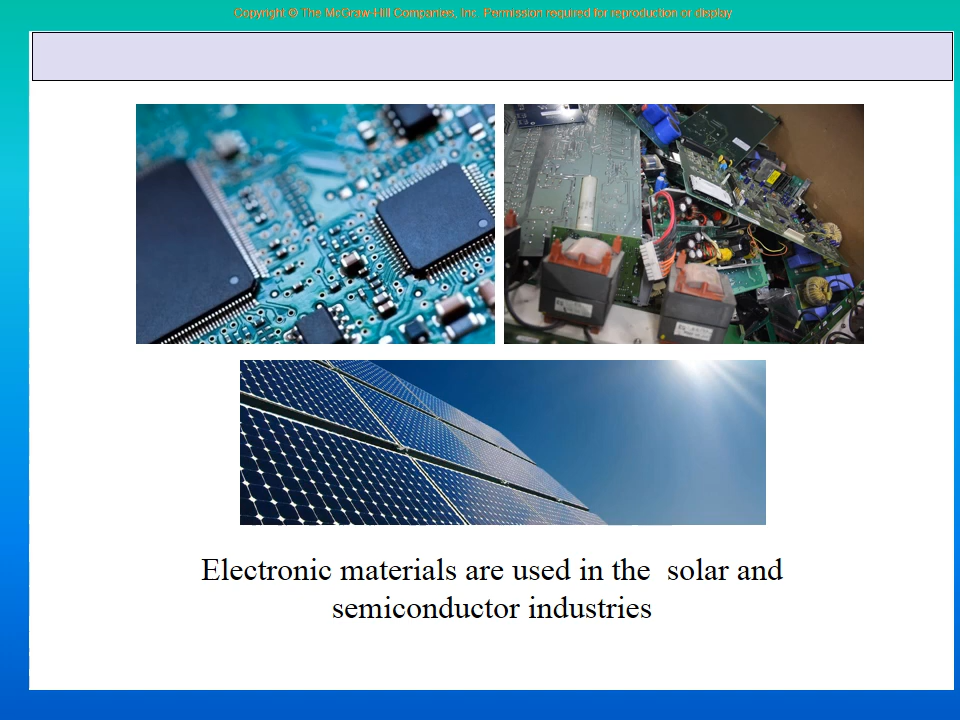 Copyright © The McGraw-Hill Companies, Inc. Permission required for reproduction or display
Electronic materials are used in the  solar and
semiconductor industries